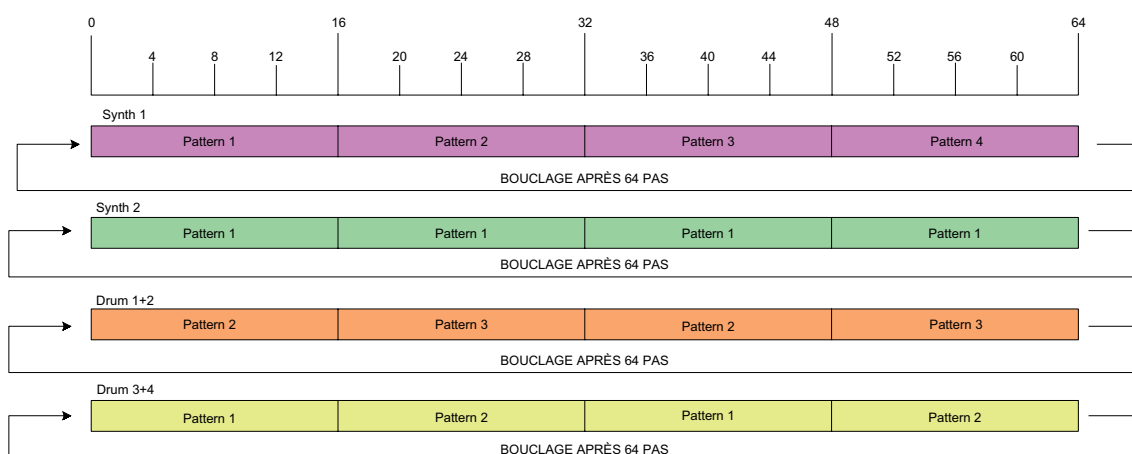 0 16 32 48 64
4 8 12 20 24 28 36 40 44 52 56 60
Synth 1
Pattern 1 Pattern 2 Pattern 3 Pattern 4
BOUCLAGE APRÈS 64 PAS
Synth 2
Pattern 1 Pattern 1 Pattern 1 Pattern 1
BOUCLAGE APRÈS 64 PAS
Drum 1+2
Pattern 2 Pattern 3 Pattern 2 Pattern 3
BOUCLAGE APRÈS 64 PAS
Drum 3+4
Pattern 1 Pattern 2 Pattern 1 Pattern 2
BOUCLAGE APRÈS 64 PAS